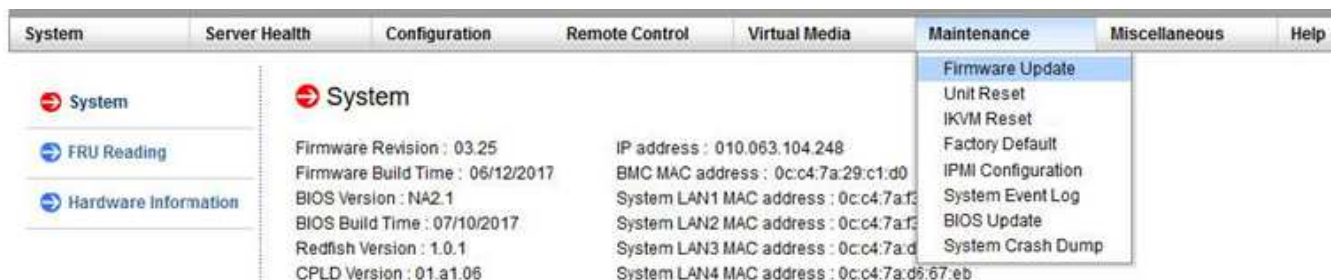 System Server Health Configuration Remote Control Virtual Media Maintenance Miscellaneous Help
System
FRU Reading
Hardware Information
System
Firmware Revision : 03.25
Firmware Build Time : 06/12/2017
BIOS Version : NA2.1
BIOS Build Time : 07/10/2017
Redfish Version : 1.0.1
CPLD Version : 01.a1.06
IP address : 010.063.104.248
BMC MAC address : 0c:c4:7a:29:c1:d0
System LAN1 MAC address : 0c:c4:7a:f3
System LAN2 MAC address : 0c:c4:7a:f3
System LAN3 MAC address : 0c:c4:7a:d
System LAN4 MAC address : 0c:c4:7a:d6:67:eb
Firmware Update
Unit Reset
IKVM Reset
Factory Default
IPMI Configuration
System Event Log
BIOS Update
System Crash Dump